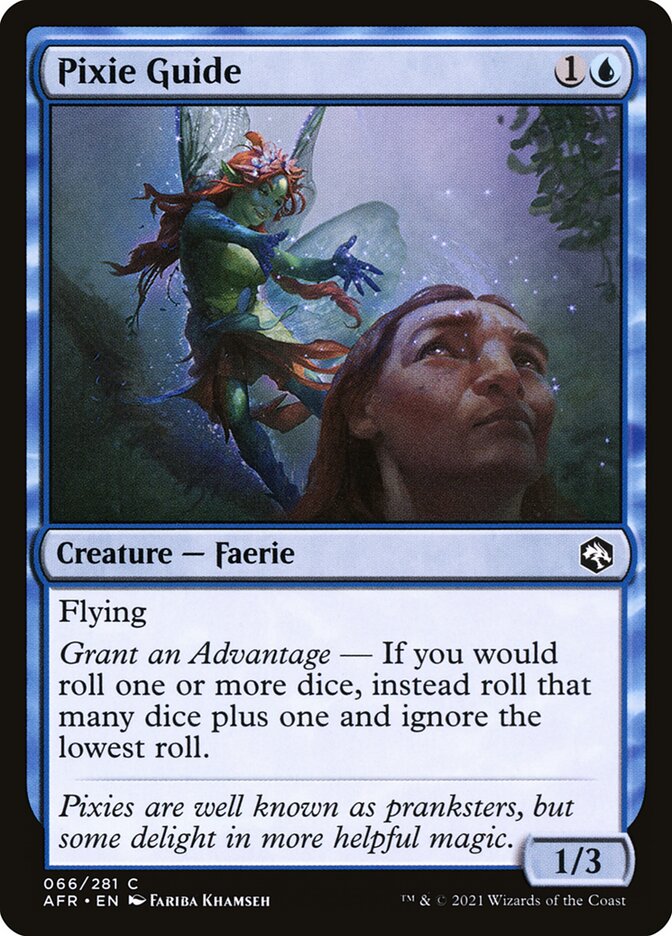 Pixie Guide 1
Creature — Faerie
Flying
Grant an Advantage — If you would
roll one or more dice, instead roll that
many dice plus one and ignore the
lowest roll.
Pixies are well known as pranksters, but
some delight in more helpful magic.
1/3
066/281 C
AFR • EN Fariba Khamseh
™ & © 2021 Wizards of the Coast